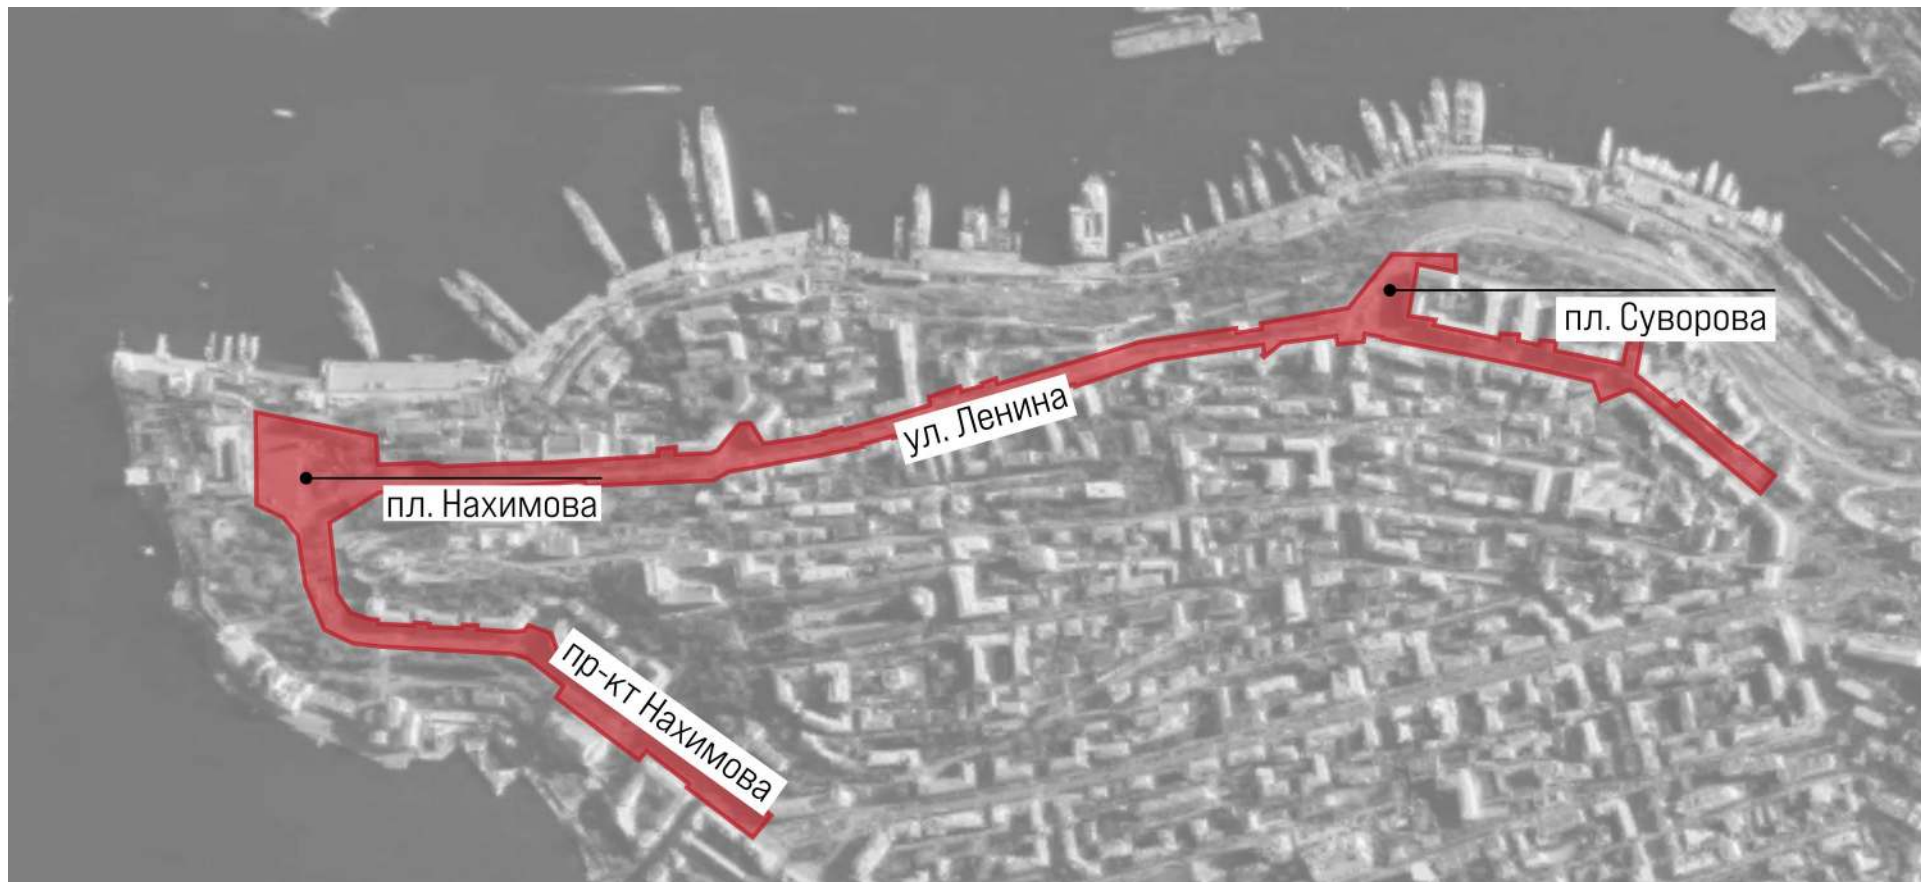 пл. Суворова
ул. Ленина
пл. Нахимова
пр-кт Нахимова